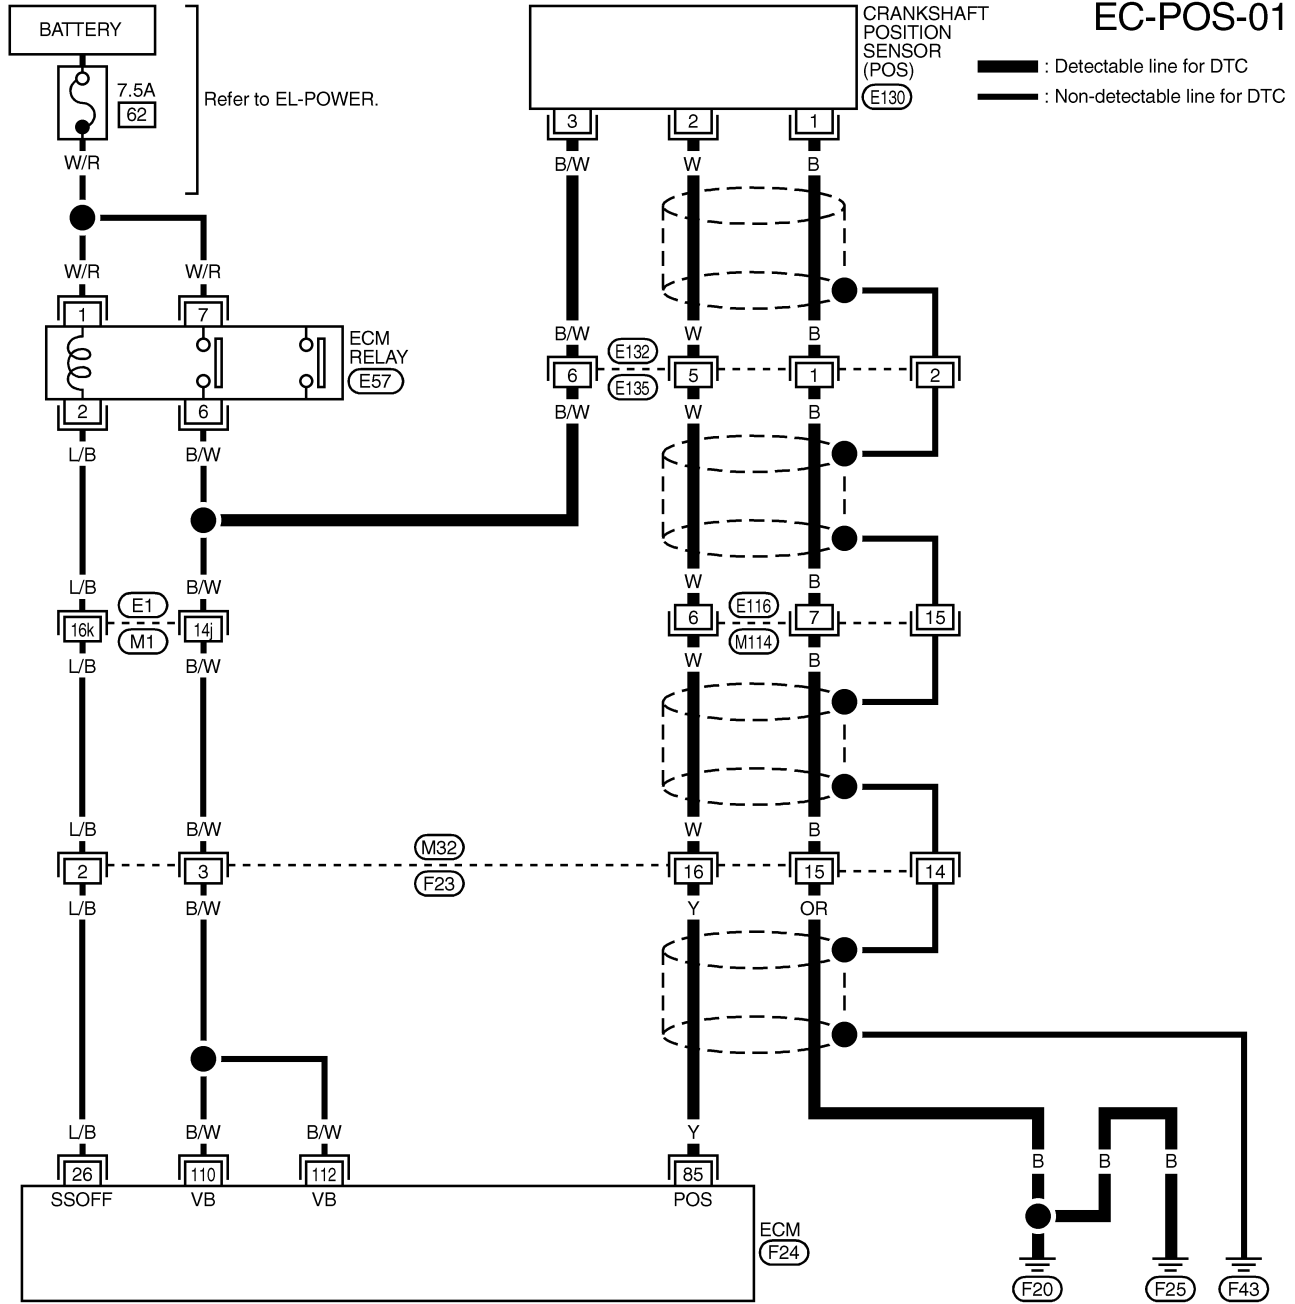 EC-POS-01
BATTERY
7.5A
62
Refer to EL-POWER.
CRANKSHAFT
POSITION
SENSOR
(POS)
E130
: Detectable line for DTC
: Non-detectable line for DTC
3 2 1
W/R B/W W B
W/R W/R
1 7
ECM
RELAY
E57
B/W W B
E132
6 5 1 2
E135
2 6
B/W W B
L/B B/W
L/B B/W W B
E1 E116
16k 14j 6 7 15
M1 M114
L/B B/W W B
L/B B/W W B
M32
2 3 16 15 14
F23
L/B B/W Y OR
L/B B/W B/W Y
B B B
26 110 112 85
SSOFF VB VB POS
ECM
F24
F20 F25 F43